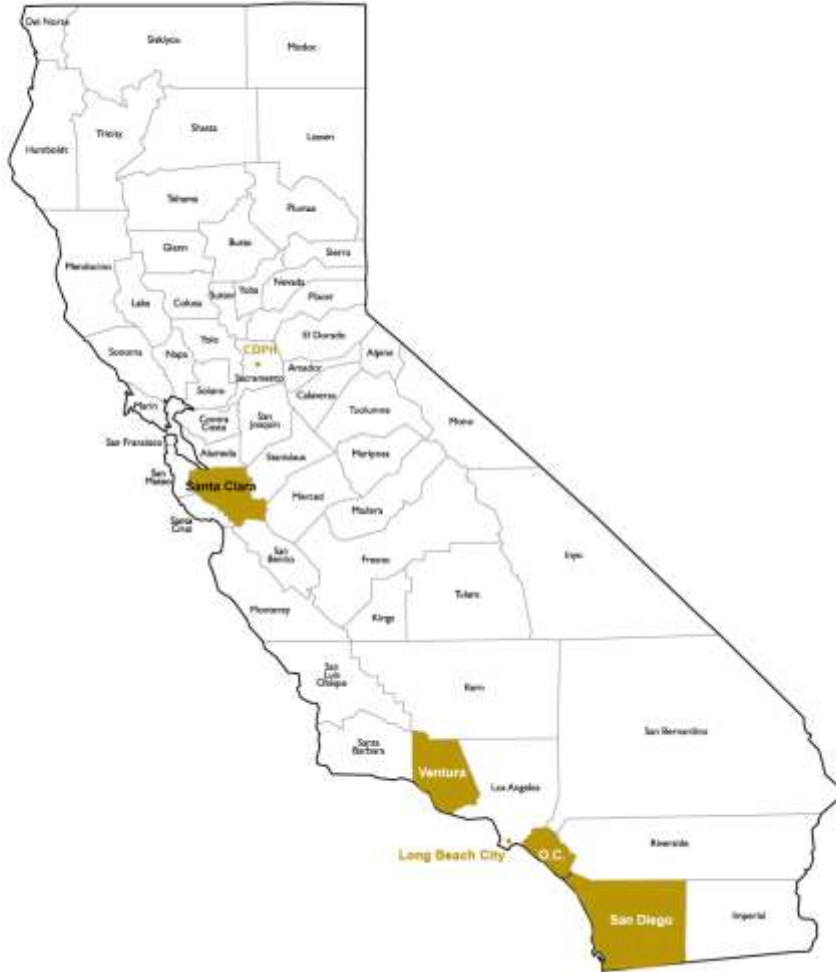 Del Norte
Siskiyou
Modoc
Humboldt
Trinity
Shasta
Lassen
Tehama
Plumas
Mendocino
Glenn
Butte
Sierra
Lake
Colusa
Sutter
Yuba
Nevada
Placer
Sonoma
Napa
Yolo
El Dorado
CDPH
Sacramento
Amador
Alpine
Solano
Calaveras
Marin
Contra
Costa
San
Joaquin
Tuolumne
Mono
San Francisco
Alameda
Stanislaus
Mariposa
San
Mateo
Santa Clara
Merced
Madera
Santa
Cruz
San
Benito
Fresno
Inyo
Monterey
Kings
Tulare
San
Luis
Obispo
Kern
San Bernardino
Santa
Barbara
Ventura
Los Angeles
Long Beach City
O.C.
Riverside
San Diego
Imperial